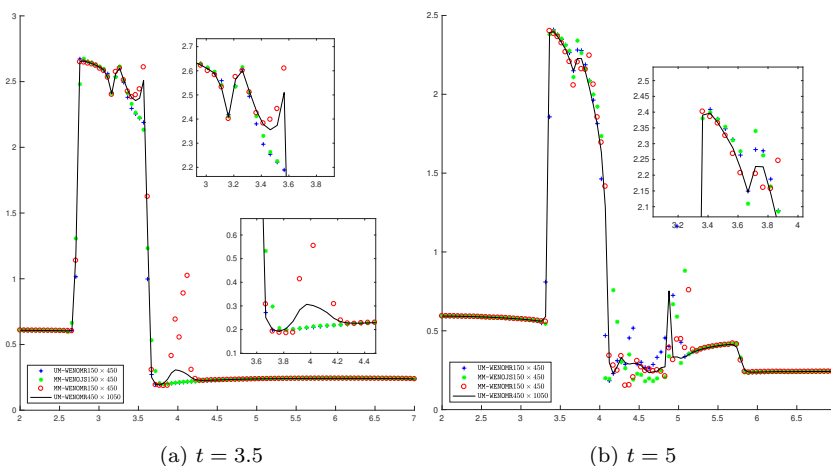 3
2.5
2
1.5
1
0.5
0
2 2.5 3 3.5 4 4.5 5 5.5 6 6.5 7
2.7
2.6
2.5
2.4
2.3
2.2
3 3.2 3.4 3.6 3.8
0.6
0.5
0.4
0.3
0.2
0.1
3.6 3.8 4 4.2 4.4
UM-WENOMR150 × 450
MM-WENOJS150 × 450
MM-WENOMR150 × 450
UM-WENOMR450 × 1050
(a) t = 3.5
2.5
2
1.5
1
0.5
0
2 2.5 3 3.5 4 4.5 5 5.5 6 6.5
2.5
2.45
2.4
2.35
2.3
2.25
2.2
2.15
2.1
3.2 3.4 3.6 3.8 4
UM-WENOMR150 × 450
UM-WENOJS150 × 450
MM-WENOMR150 × 450
UM-WENOMR450 × 1050
(b) t = 5